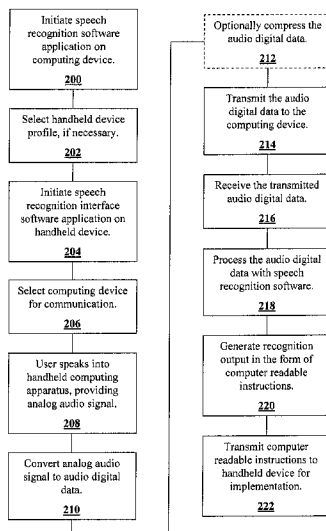 Initiate speech
recognition software
application on
computing device.
200
Select handheld device
profile, if necessary.
202
Initiate speech
recognition interface
software application on
handheld device.
204
Select computing device
for communication.
206
User speaks into
handheld computing
apparatus, providing
analog audio signal.
208
Convert analog audio
signal to audio digital
data.
210
Optionally compress the
audio digital data.
212
Transmit the audio
digital data to the
computing device.
214
Receive the transmitted
audio digital data.
216
Process the audio digital
data with speech
recognition software.
218
Generate recognition
output in the form of
computer readable
instructions.
220
Transmit computer
readable instructions to
handheld device for
implementation.
222